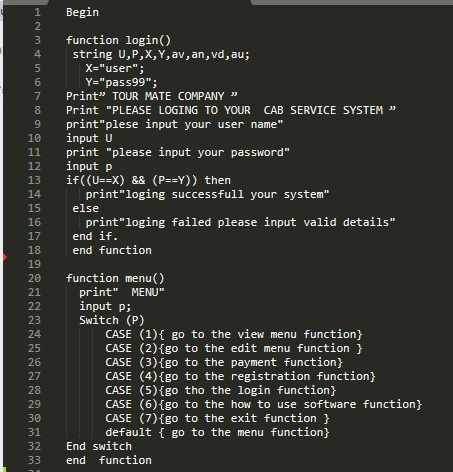 1 Begin
2
3 function login()
4 string U,P,X,Y,av,an,vd,au;
5 X="user";
6 Y="pass99";
7 Print” TOUR MATE COMPANY ”
8 Print "PLEASE LOGING TO YOUR CAB SERVICE SYSTEM ”
9 print"plese input your user name"
10 input U
11 print "please input your password"
12 input p
13 if((U==X) && (P==Y)) then
14 print"loging successfull your system"
15 else
16 print"loging failed please input valid details"
17 end if.
18 end function
19
20 function menu()
21 print" MENU"
22 input p;
23 Switch (P)
24 CASE (1){ go to the view menu function}
25 CASE (2){go to the edit menu function }
26 CASE (3){go to the payment function}
27 CASE (4){go to the registration function}
28 CASE (5){go tho the login function}
29 CASE (6){go to the how to use software function}
30 CASE (7){go to the exit function }
31 default { go to the menu function}
32 End switch
33 end function